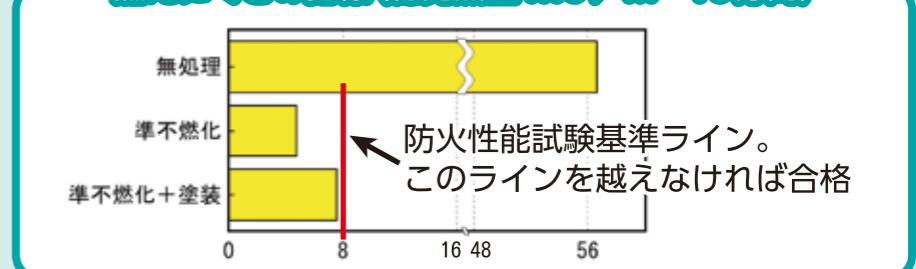 無処理
準不燃化
準不燃化＋塗装
防火性能試験基準ライン。
このラインを越えなければ合格
0 8 16 48 56